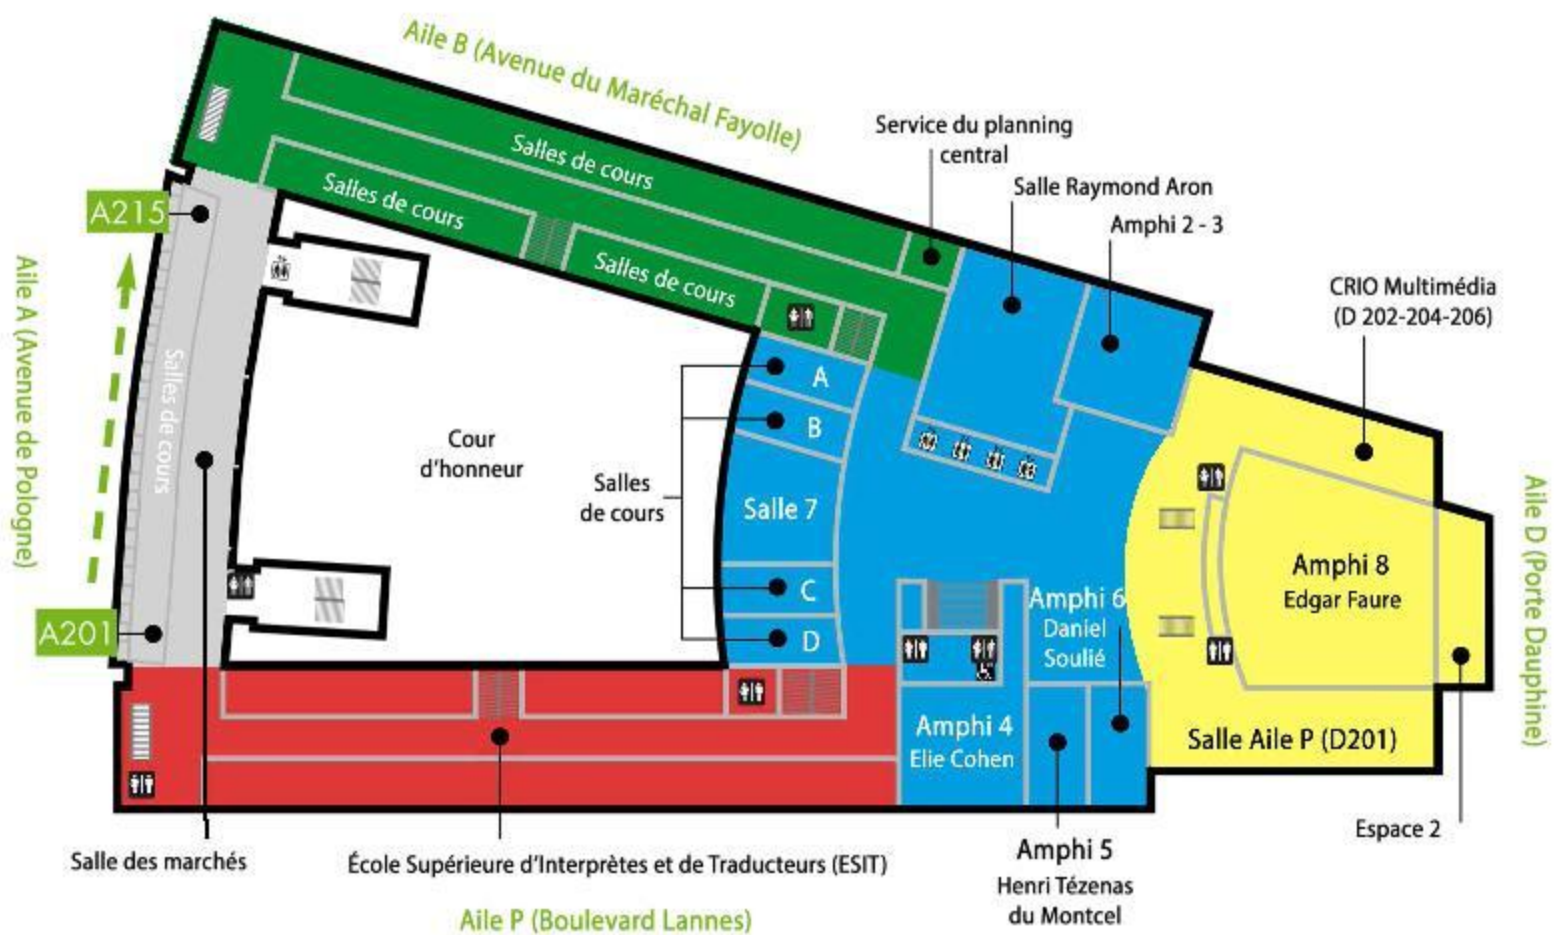 Aile B (Avenue du Maréchal Fayolle)
Service du planning
central
Salle Raymond Aron
Amphi 2 - 3
CRIO Multimédia
(D 202-204-206)
Salles de cours
Salles de cours
Salles de cours
A215
Aile A (Avenue de Pologne)
Salles de cours
A201
Cour
d'honneur
Salles
de cours
A
B
Salle 7
C
D
Amphi 6
Daniel
Soulié
Amphi 8
Edgar Faure
Aile D (Porte Dauphine)
Amphi 4
Elie Cohen
Salle Aile P (D201)
Espace 2
Salle des marchés
École Supérieure d'Interprètes et de Traducteurs (ESIT)
Amphi 5
Henri Tézenas
du Montcel
Aile P (Boulevard Lannes)